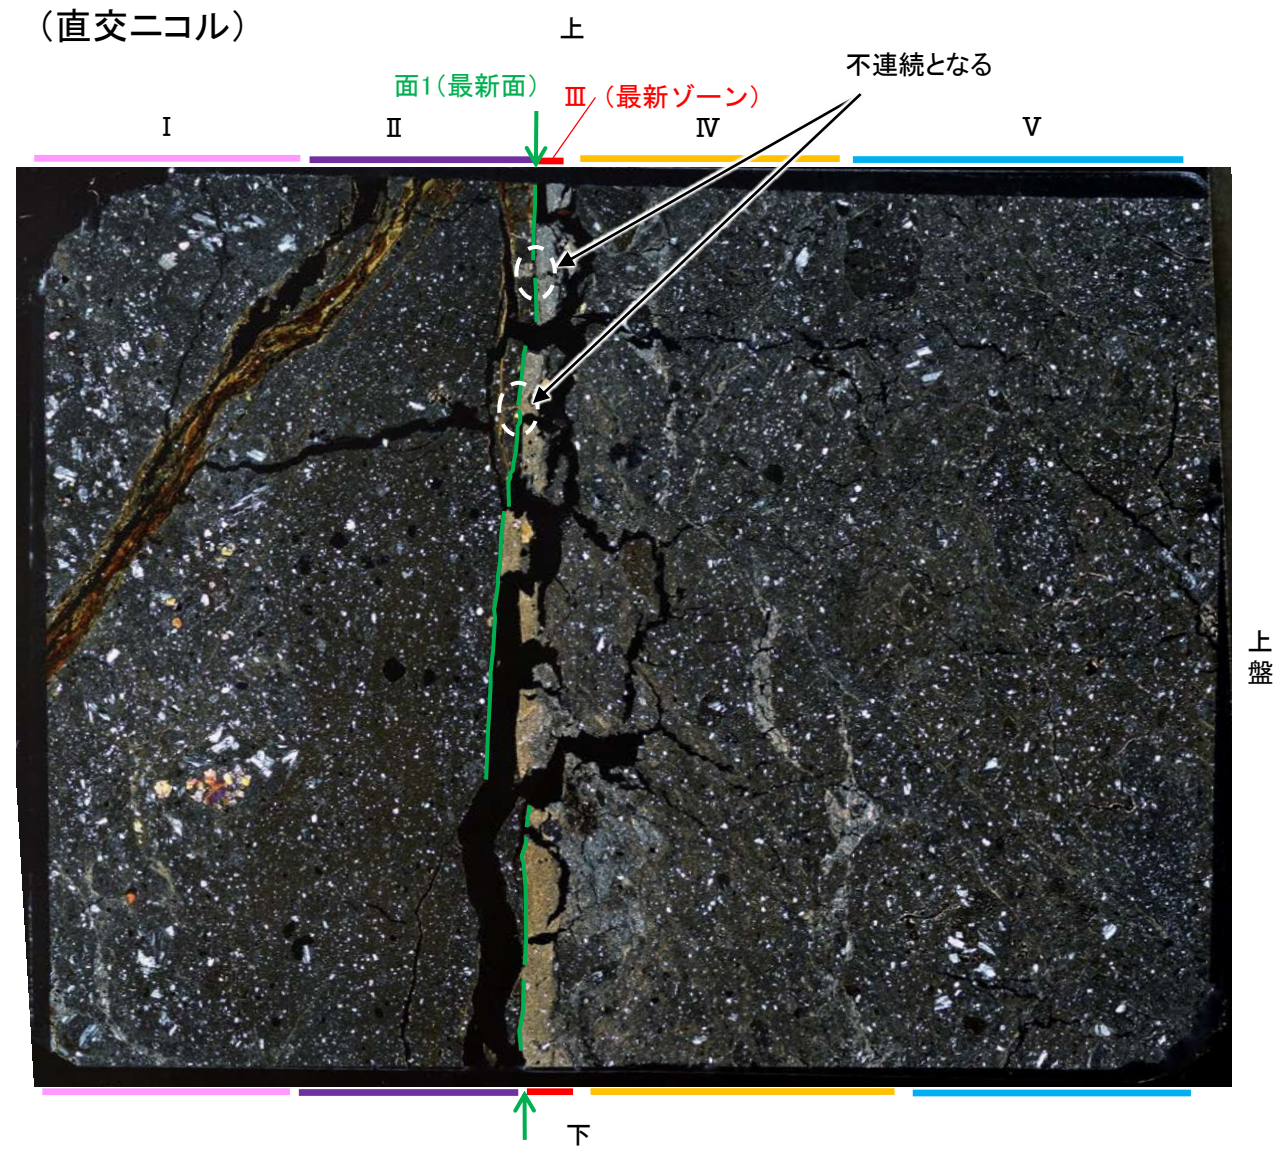 （直交ニコル）
上
不連続となる
面1（最新面）
Ⅲ（最新ゾーン）
Ⅰ
Ⅱ
Ⅳ
Ⅴ
上盤
下